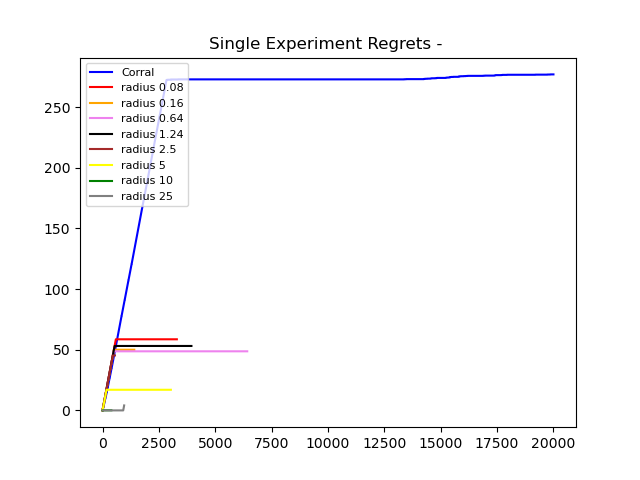 Single Experiment Regrets -
Corral
radius 0.08
radius 0.16
radius 0.64
radius 1.24
radius 2.5
radius 5
radius 10
radius 25
250
200
150
100
50
0
0 2500 5000 7500 10000 12500 15000 17500 20000